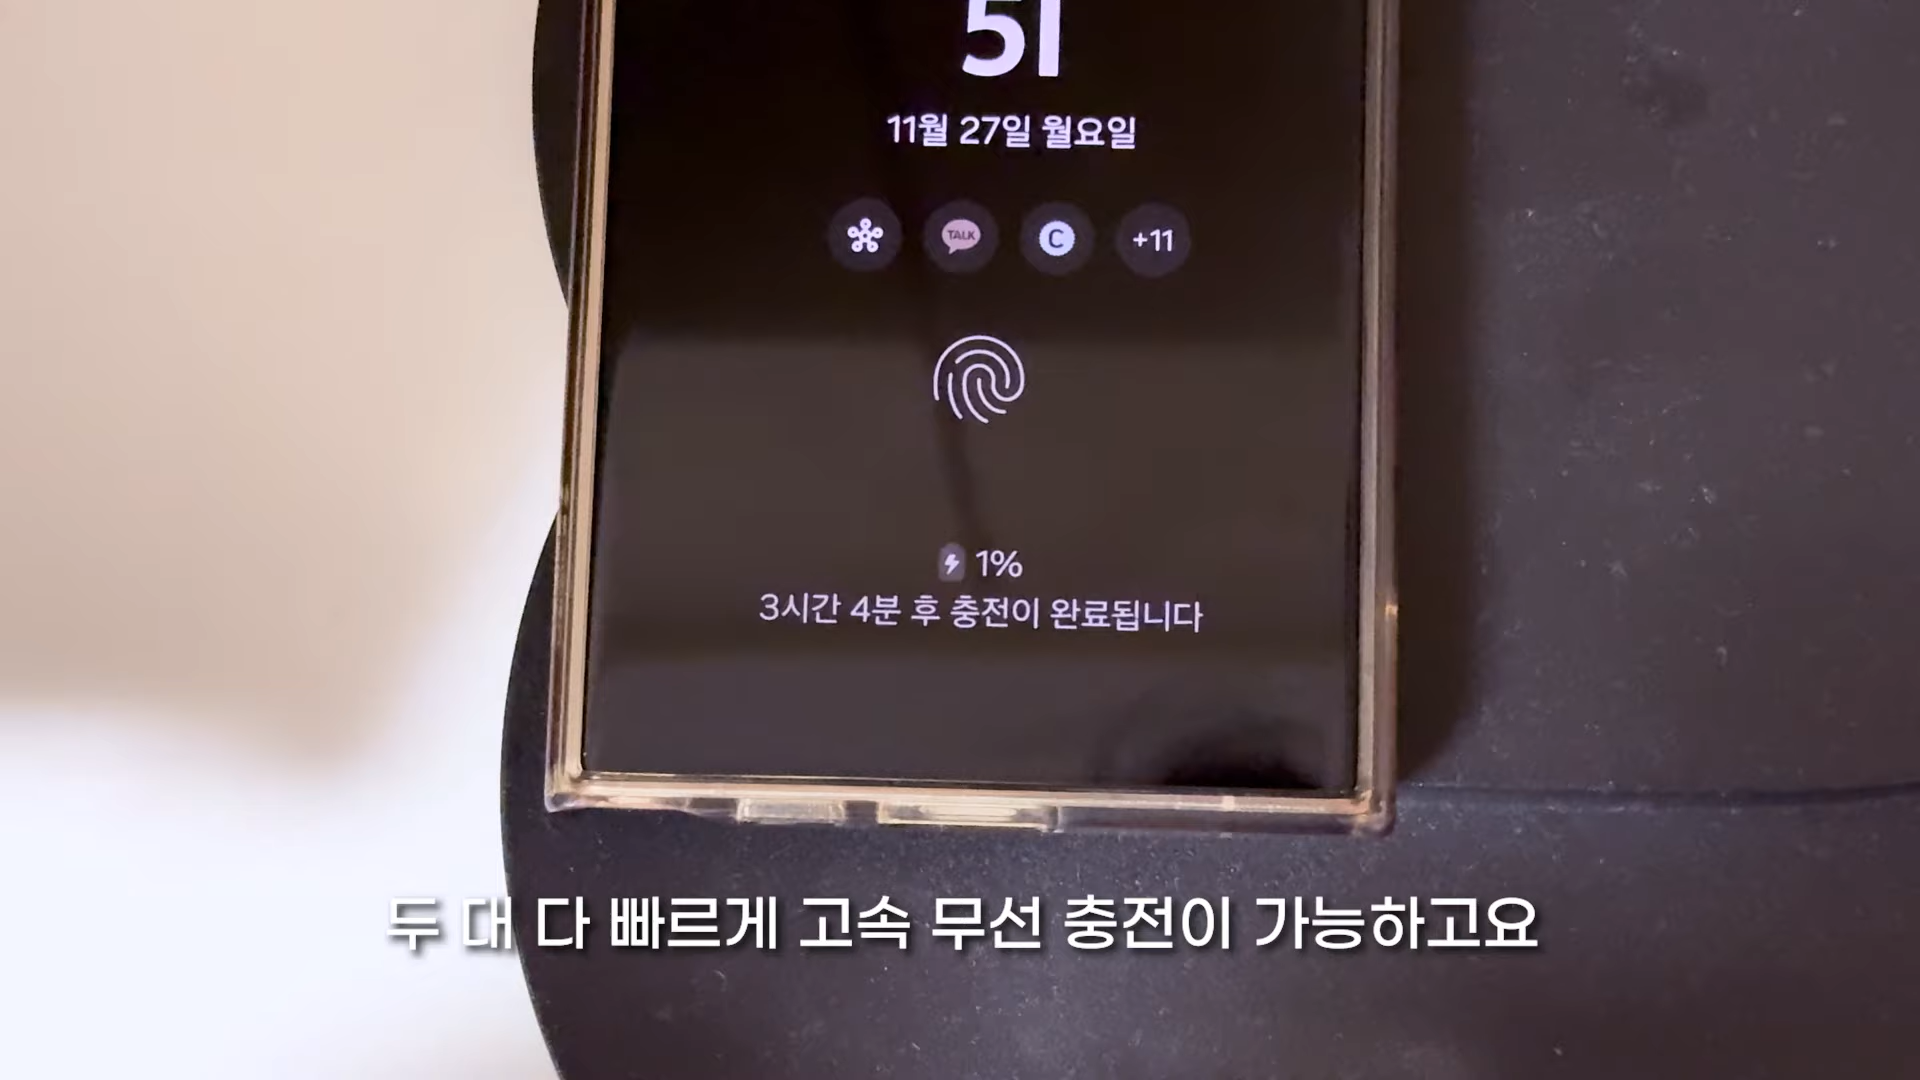 51
11월 27일 월요일
TALK C +11
1%
3시간 4분 후 충전이 완료됩니다
두 대 다 빠르게 고속 무선 충전이 가능하고요